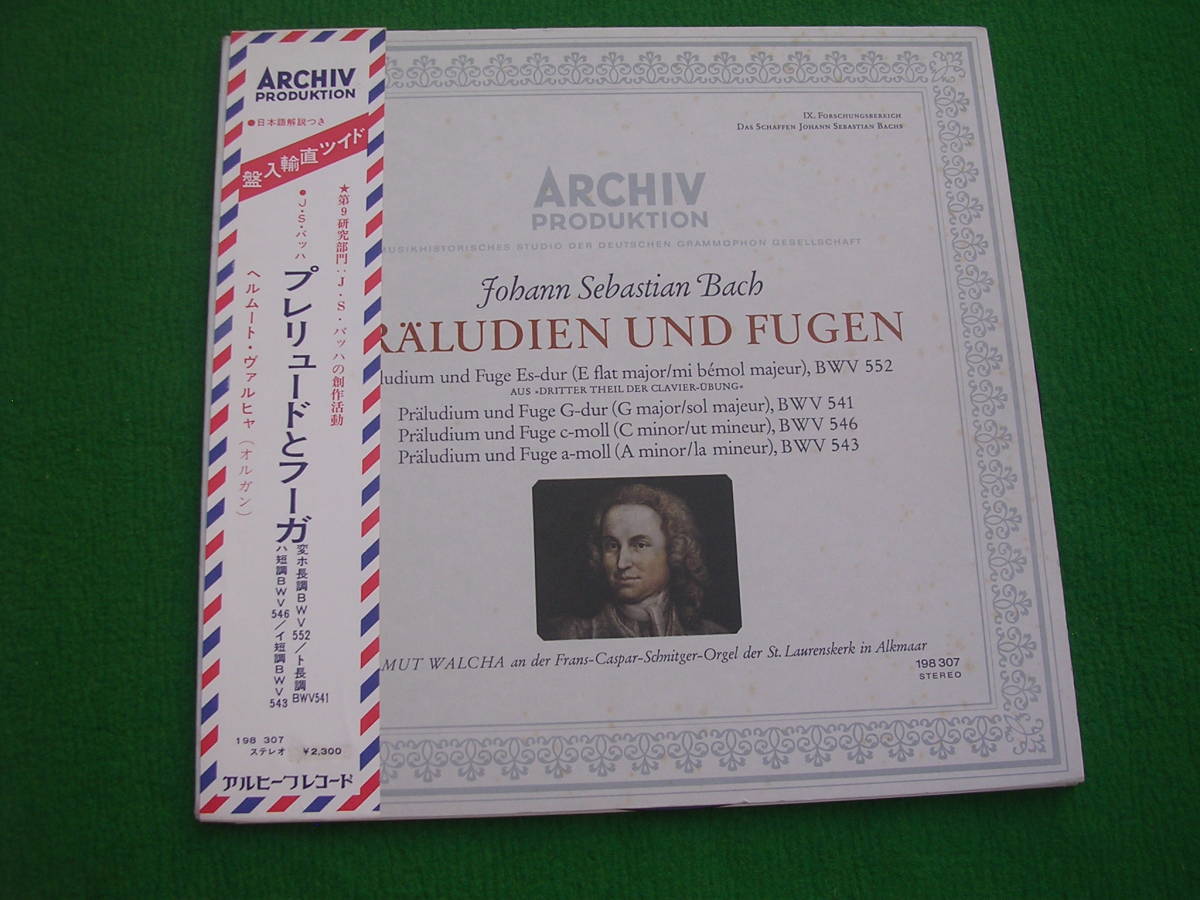 ARCHIV
PRODUKTION
●日本語解説つき
ドイツ直輸入盤
★第9研究部門:J・S・バッハの創作活動
●J・S・バッハ
プレリュードとフーガ
変ホ長調BWV552/ト長調BWV541
ハ短調BWV546/イ短調BWV543
ヘルムート・ヴァルヒャ(オルガン)
198 307
ステレオ ¥2,300
アルヒーフレコード
IX. FORSCHUNGSBEREICH
DAS SCHAFFEN JOHANN SEBASTIAN BACHS
ARCHIV
PRODUKTION
MUSIKHISTORISCHES STUDIO DER DEUTSCHEN GRAMMOPHON GESELLSCHAFT
Johann Sebastian Bach
RÄLUDIEN UND FUGEN
ludium und Fuge Es-dur (E flat major/mi bémol majeur), BWV 552
AUS »DRITTER THEIL DER CLAVIER-ÜBUNG«
Präludium und Fuge G-dur (G major/sol majeur), BWV 541
Präludium und Fuge c-moll (C minor/ut mineur), BWV 546
Präludium und Fuge a-moll (A minor/la mineur), BWV 543
MUT WALCHA an der Frans-Caspar-Schnitger-Orgel der St. Laurenskerk in Alkmaar
198 307
STEREO